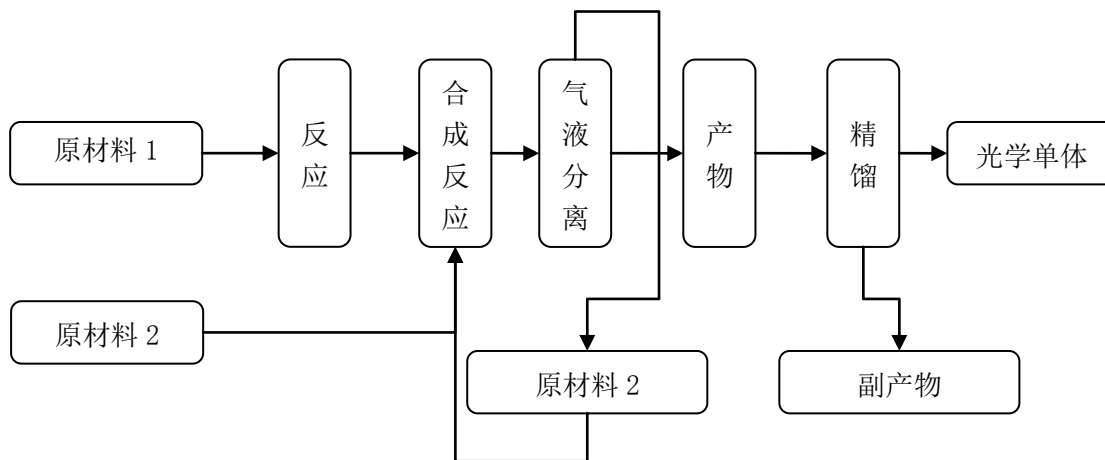 原材料 1
反应
合成反应
气液分离
产物
精馏
光学单体
原材料 2
原材料 2
副产物